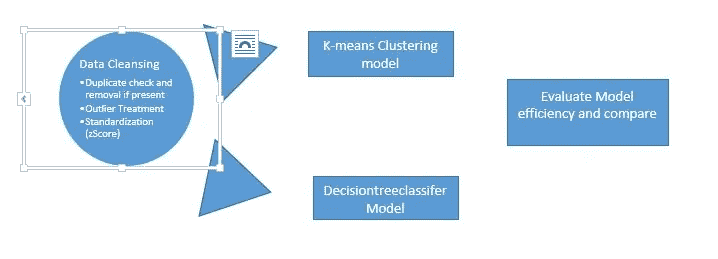 Data Cleansing
•Duplicate check and
removal if present
•Outlier Treatment
•Standardization
(zScore)
K-means Clustering
model
Decisiontreeclassifer
Model
Evaluate Model
efficiency and compare